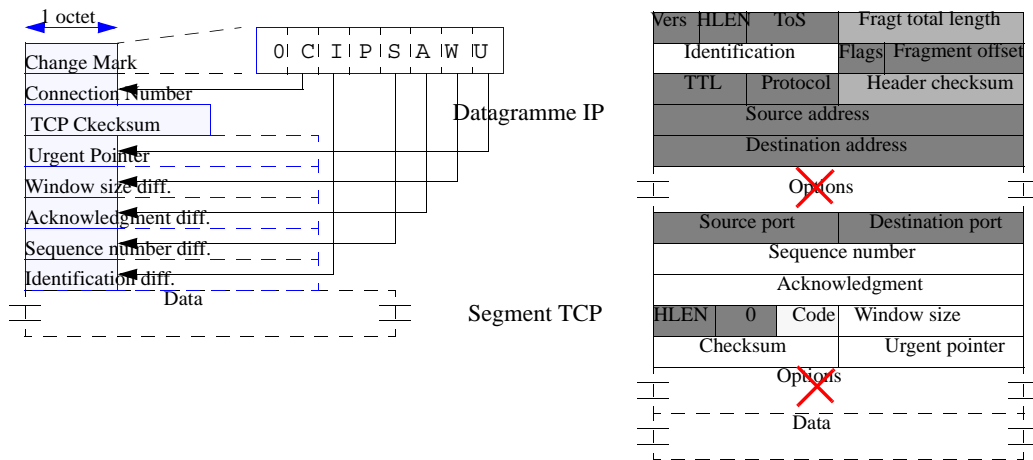 1 octet
0 C I P S A W U
Change Mark
Connection Number
TCP Ckecksum
Urgent Pointer
Window size diff.
Acknowledgment diff.
Sequence number diff.
Identification diff.
Data
Datagramme IP
Segment TCP
Vers HLEN ToS Fragt total length
Identification Flags Fragment offset
TTL Protocol Header checksum
Source address
Destination address
Options
Source port Destination port
Sequence number
Acknowledgment
HLEN 0 Code Window size
Checksum Urgent pointer
Options
Data